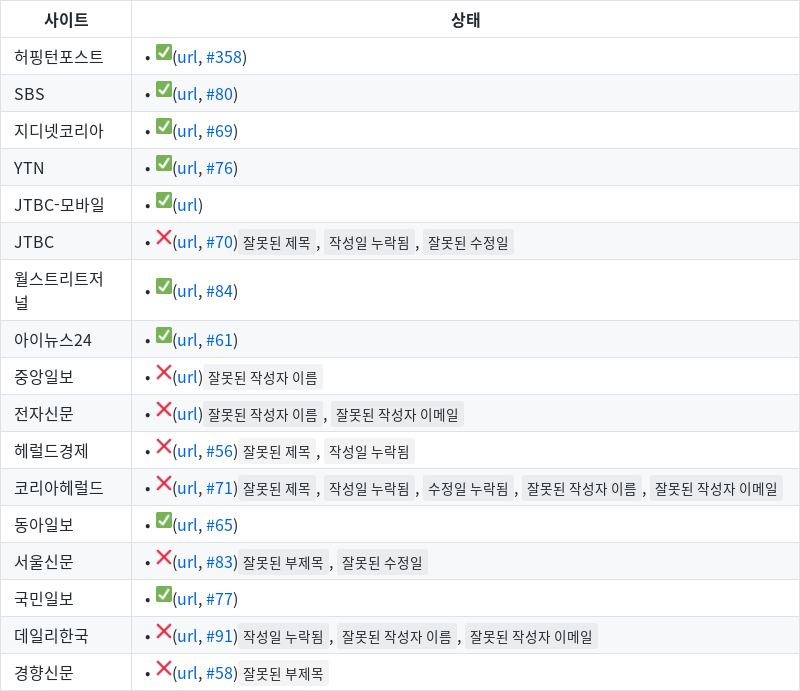 사이트 상태
허핑턴포스트 • ✅(url, #358)
SBS • ✅(url, #80)
지디넷코리아 • ✅(url, #69)
YTN • ✅(url, #76)
JTBC-모바일 • ✅(url)
JTBC • ❌(url, #70) 잘못된 제목 , 작성일 누락됨 , 잘못된 수정일
월스트리트저
널 • ✅(url, #84)
아이뉴스24 • ✅(url, #61)
중앙일보 • ❌(url) 잘못된 작성자 이름
전자신문 • ❌(url) 잘못된 작성자 이름 , 잘못된 작성자 이메일
헤럴드경제 • ❌(url, #56) 잘못된 제목 , 작성일 누락됨
코리아헤럴드 • ❌(url, #71) 잘못된 제목 , 작성일 누락됨 , 수정일 누락됨 , 잘못된 작성자 이름 , 잘못된 작성자 이메일
동아일보 • ✅(url, #65)
서울신문 • ❌(url, #83) 잘못된 부제목 , 잘못된 수정일
국민일보 • ✅(url, #77)
데일리한국 • ❌(url, #91) 작성일 누락됨 , 잘못된 작성자 이름 , 잘못된 작성자 이메일
경향신문 • ❌(url, #58) 잘못된 부제목